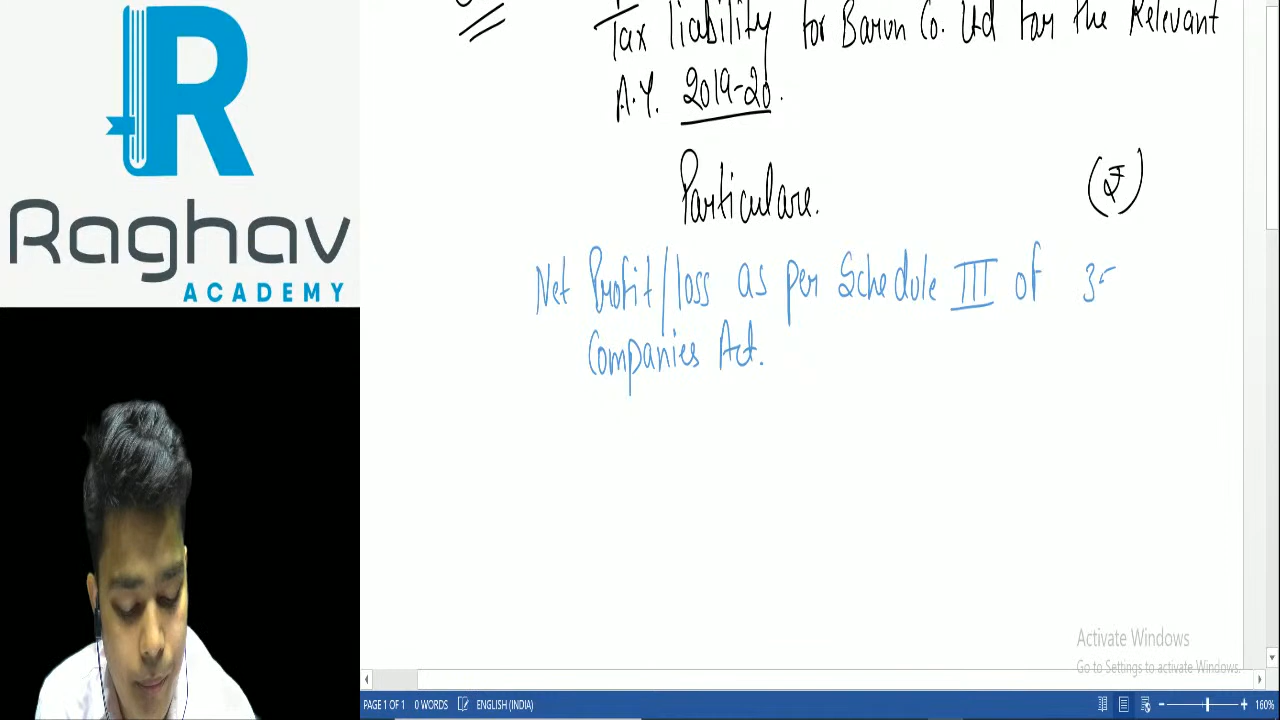 R
Raghav
ACADEMY
Tax liability for Baron Co. Ltd for the Relevant
A.Y. 2019-20.
Particulare.
(₹)
Net Profit/loss as per Schedule III of
Companies Act.
Activate Windows
Go to Settings to activate Windows.
PAGE 1 OF 1 0 WORDS ENGLISH (INDIA)
160%